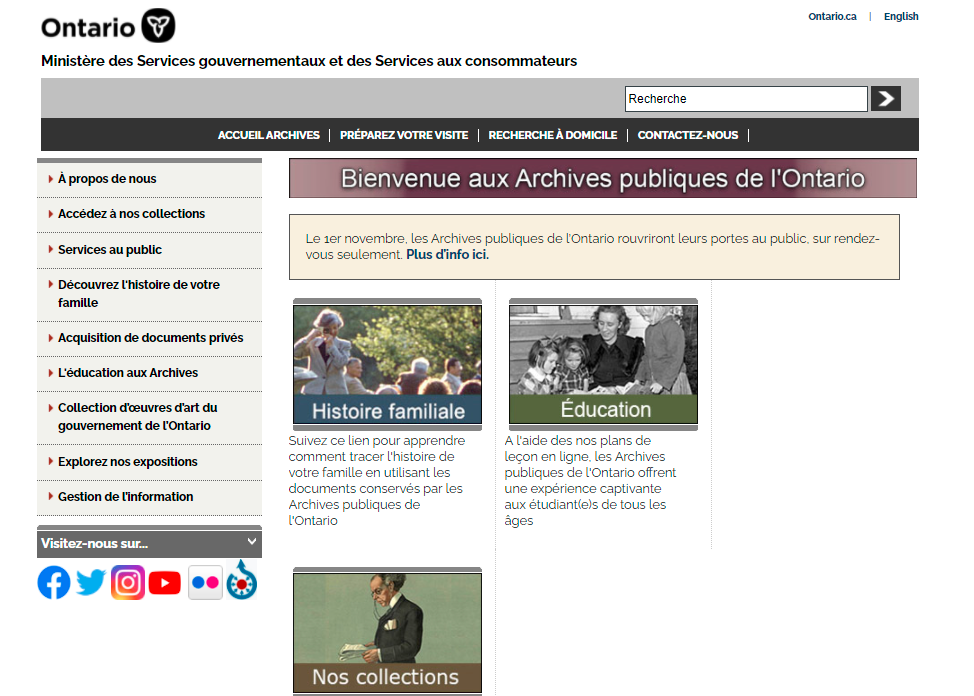 Ontario
Ontario.ca | English
Ministère des Services gouvernementaux et des Services aux consommateurs
Recherche
ACCUEIL ARCHIVES | PRÉPAREZ VOTRE VISITE | RECHERCHE À DOMICILE | CONTACTEZ-NOUS |
À propos de nous
Accédez à nos collections
Services au public
Découvrez l'histoire de votre
famille
Acquisition de documents privés
L'éducation aux Archives
Collection d'œuvres d'art du
gouvernement de l'Ontario
Explorez nos expositions
Gestion de l'information
Visitez-nous sur...
Bienvenue aux Archives publiques de l'Ontario
Le 1er novembre, les Archives publiques de l'Ontario rouvriront leurs portes au public, sur rendez-
vous seulement. Plus d'info ici.
Histoire familiale
Suivez ce lien pour apprendre
comment tracer l'histoire de
votre famille en utilisant les
documents conservés par les
Archives publiques de
l'Ontario
Éducation
A l'aide des nos plans de
leçon en ligne, les Archives
publiques de l'Ontario offrent
une expérience captivante
aux étudiant(e)s de tous les
âges
Nos collections